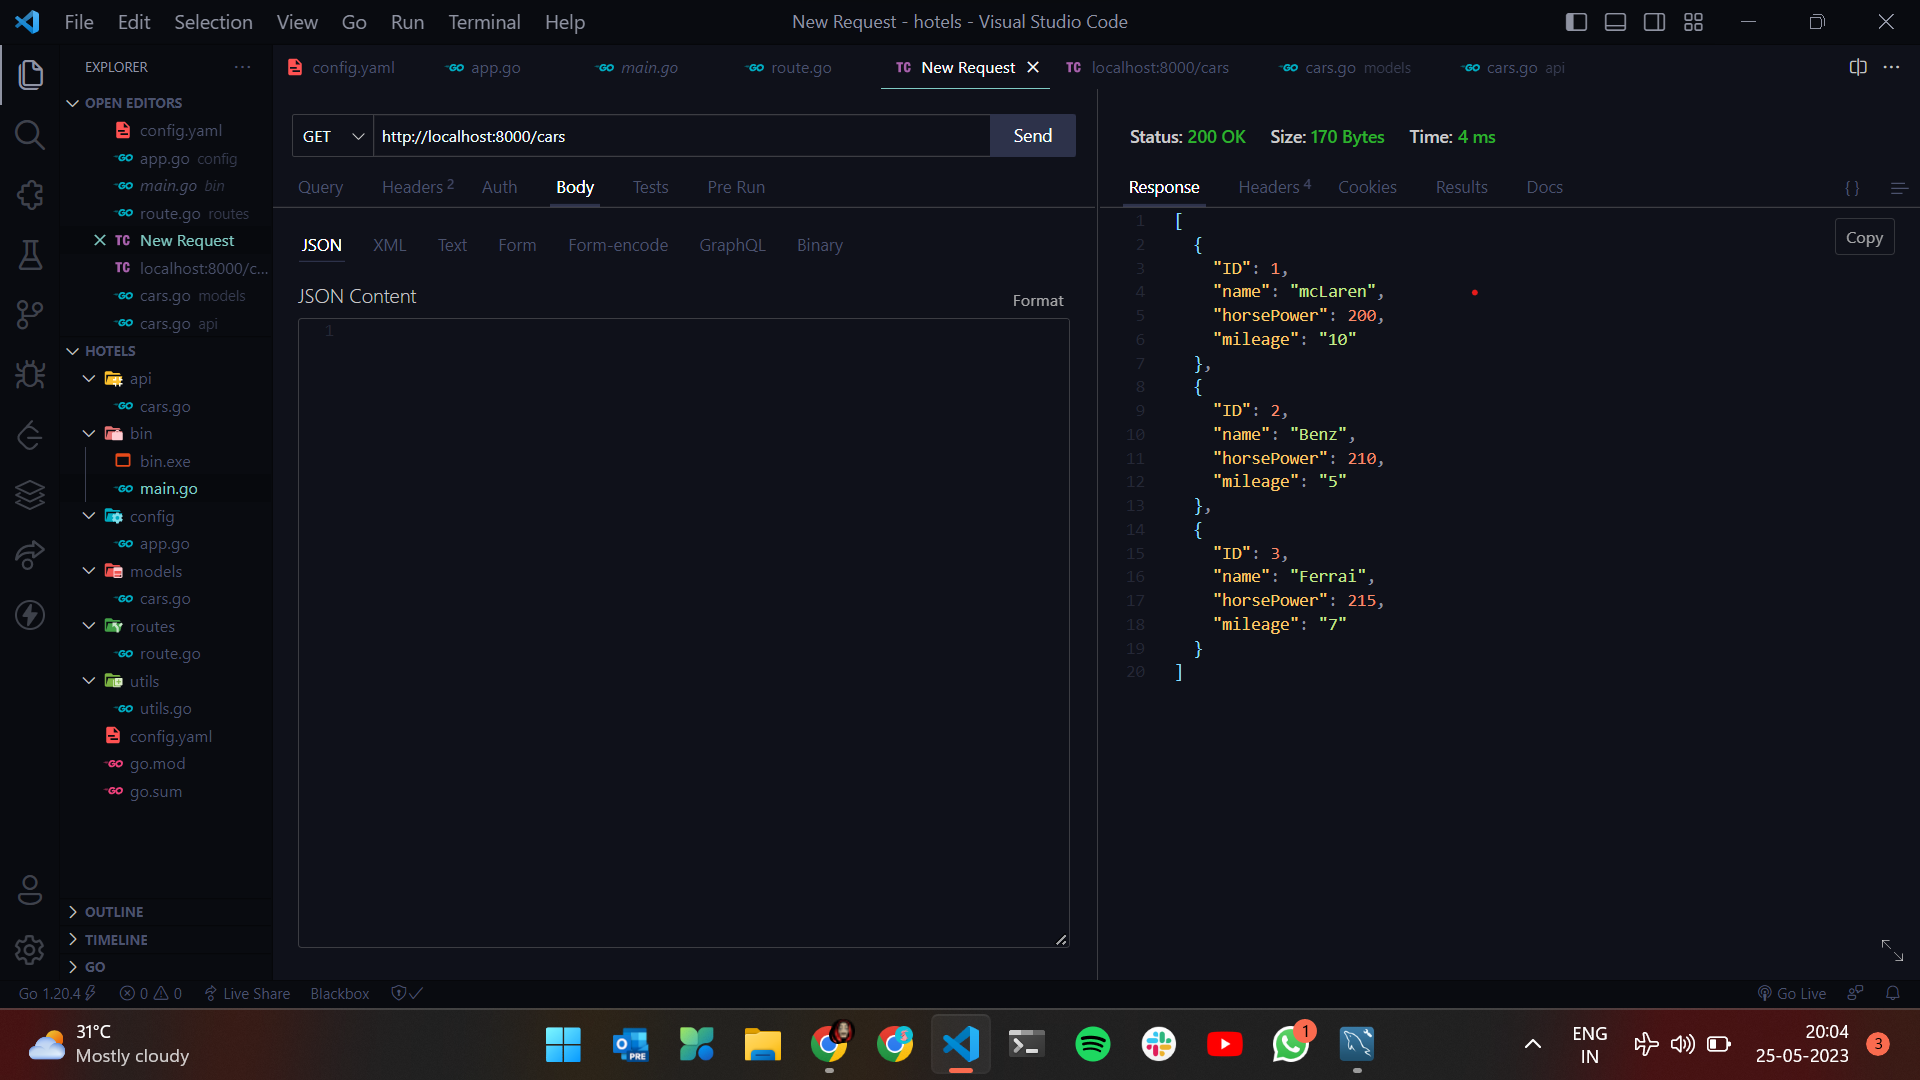 File Edit Selection View Go Run Terminal Help
New Request - hotels - Visual Studio Code
EXPLORER
OPEN EDITORS
config.yaml
app.go config
main.go bin
route.go routes
TC New Request
TC localhost:8000/c...
cars.go models
cars.go api
HOTELS
api
cars.go
bin
bin.exe
main.go
config
app.go
models
cars.go
routes
route.go
utils
utils.go
config.yaml
go.mod
go.sum
OUTLINE
TIMELINE
GO
config.yaml
app.go
main.go
route.go
TC New Request
TC localhost:8000/cars
cars.go models
cars.go api
GET http://localhost:8000/cars Send
Query Headers 2 Auth Body Tests Pre Run
JSON XML Text Form Form-encode GraphQL Binary
JSON Content
Format
1
Status: 200 OK Size: 170 Bytes Time: 4 ms
Response Headers 4 Cookies Results Docs { }
Copy
1 [
2 {
3 "ID": 1,
4 "name": "mcLaren",
5 "horsePower": 200,
6 "mileage": "10"
7 },
8 {
9 "ID": 2,
10 "name": "Benz",
11 "horsePower": 210,
12 "mileage": "5"
13 },
14 {
15 "ID": 3,
16 "name": "Ferrai",
17 "horsePower": 215,
18 "mileage": "7"
19 }
20 ]
Go 1.20.4 0 0 Live Share Blackbox
Go Live
31°C
Mostly cloudy
PRE
1
ENG
IN
20:04
25-05-2023
3